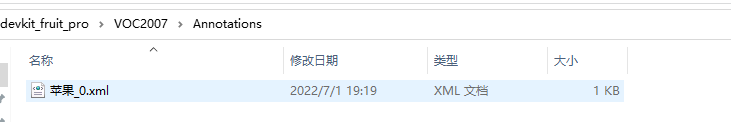 devkit_fruit_pro > VOC2007 > Annotations
名称 修改日期 类型 大小
苹果_0.xml 2022/7/1 19:19 XML 文档 1 KB